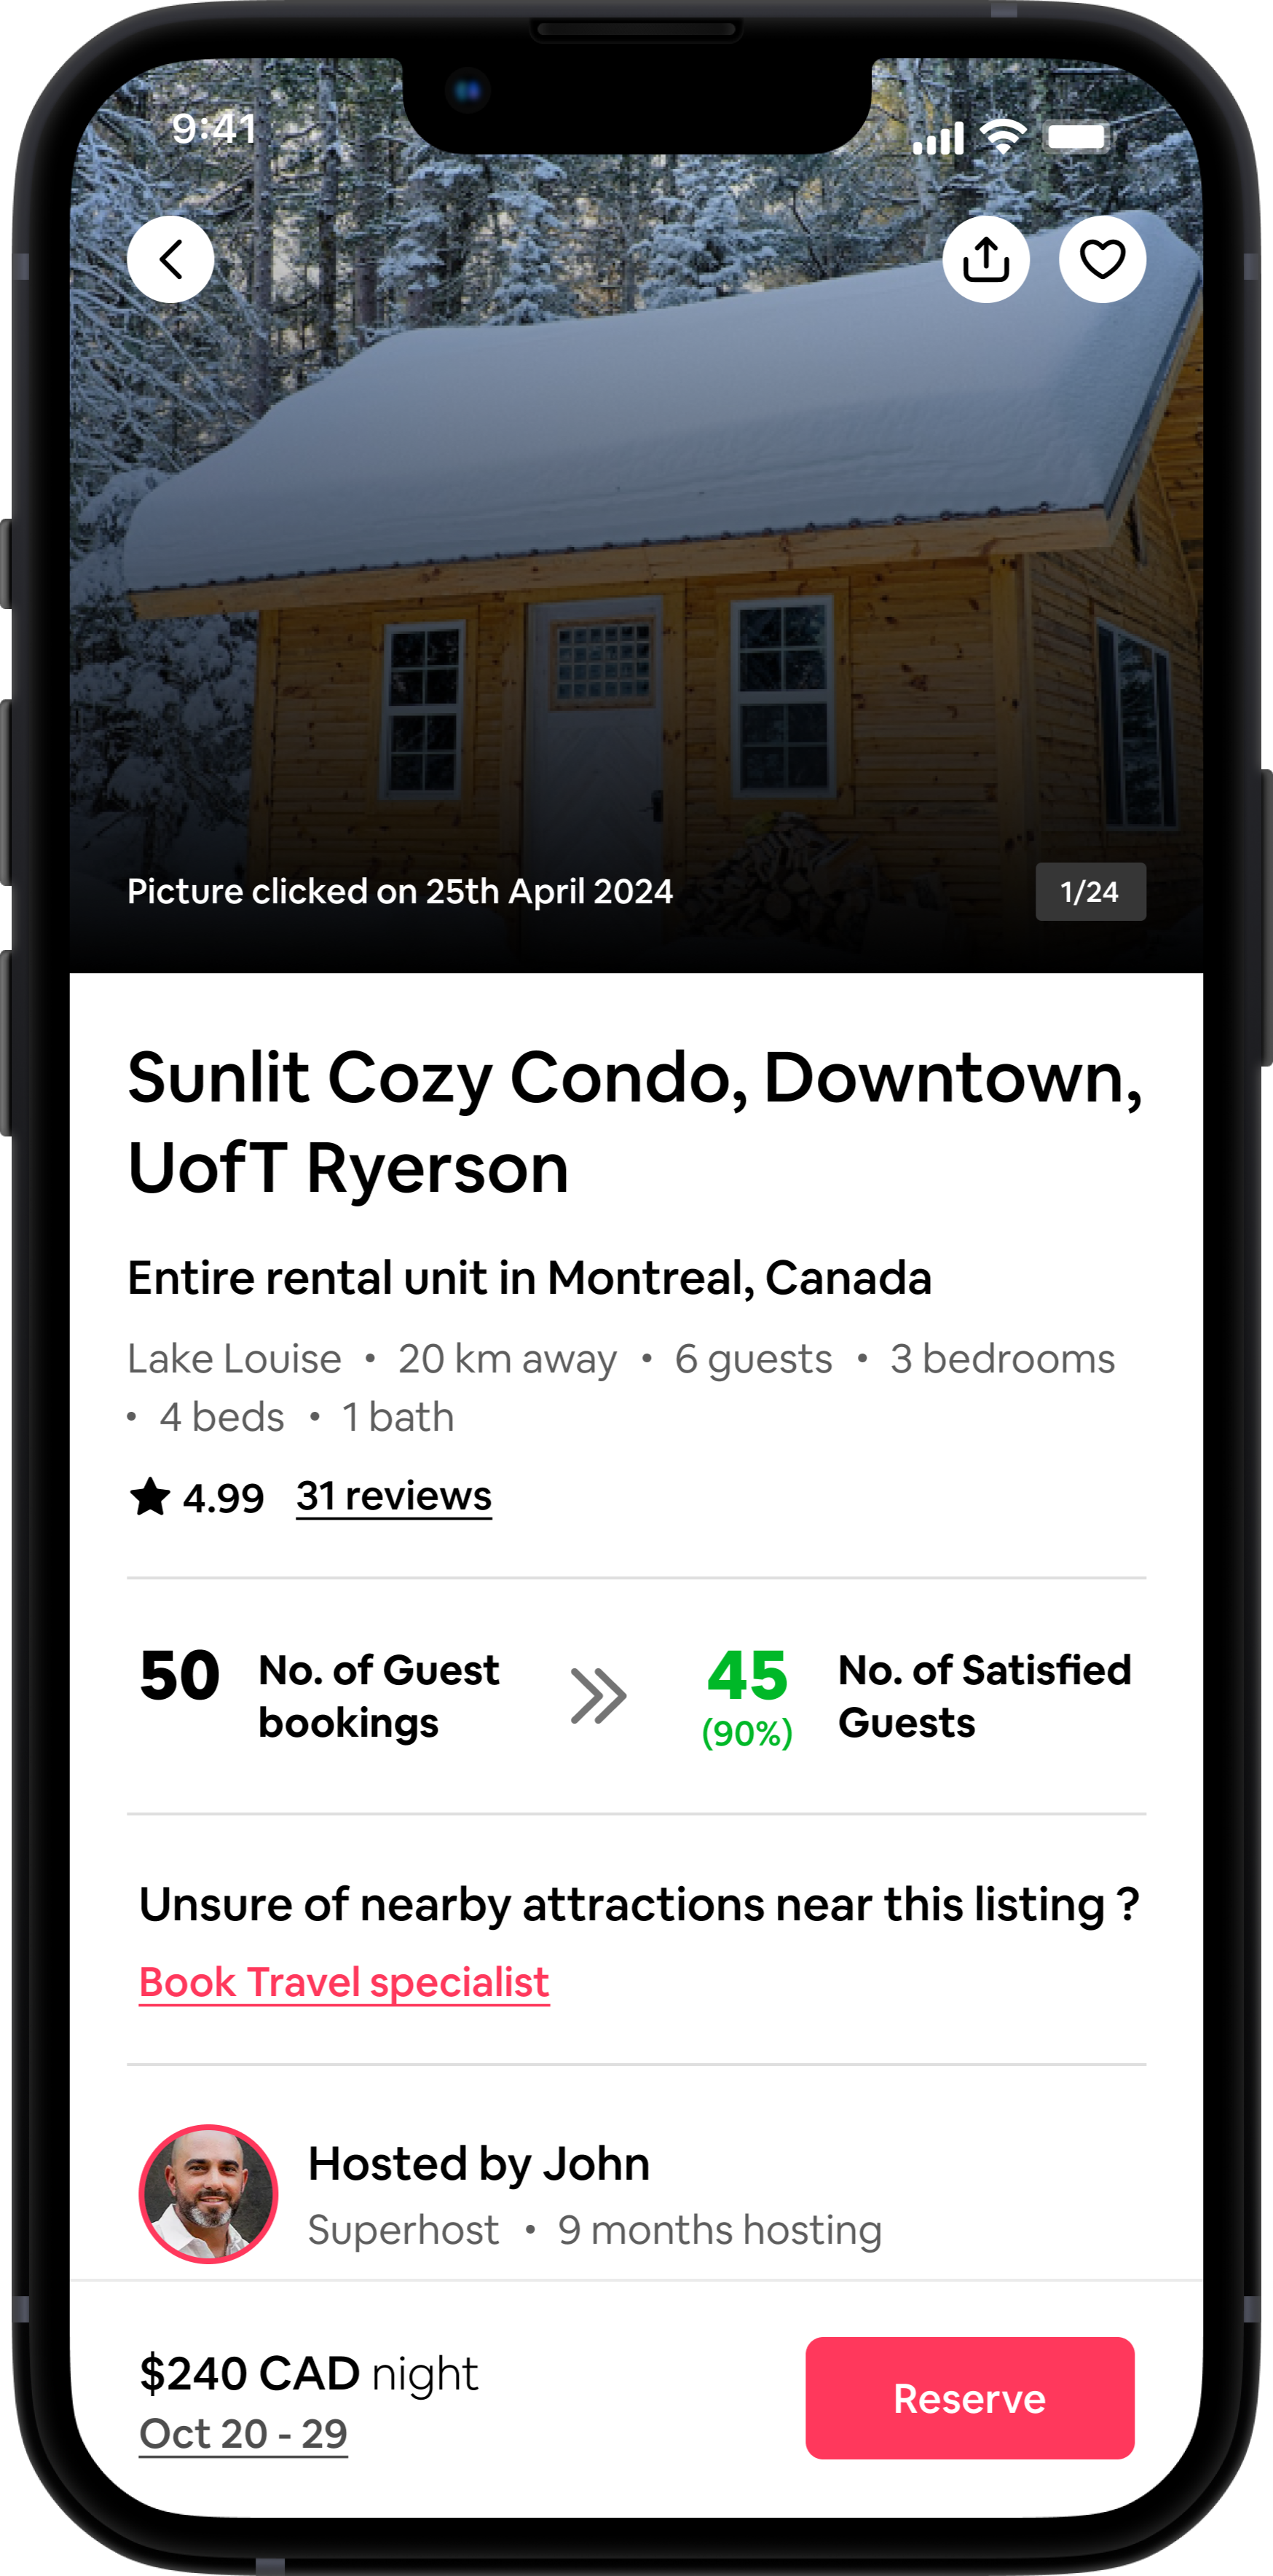 9:41
Picture clicked on 25th April 2024
1/24
Sunlit Cozy Condo, Downtown,
UofT Ryerson
Entire rental unit in Montreal, Canada
Lake Louise • 20 km away • 6 guests • 3 bedrooms
• 4 beds • 1 bath
4.99 31 reviews
50 No. of Guest bookings
45 (90%) No. of Satisfied Guests
Unsure of nearby attractions near this listing ?
Book Travel specialist
Hosted by John
Superhost • 9 months hosting
$240 CAD night
Oct 20 - 29
Reserve